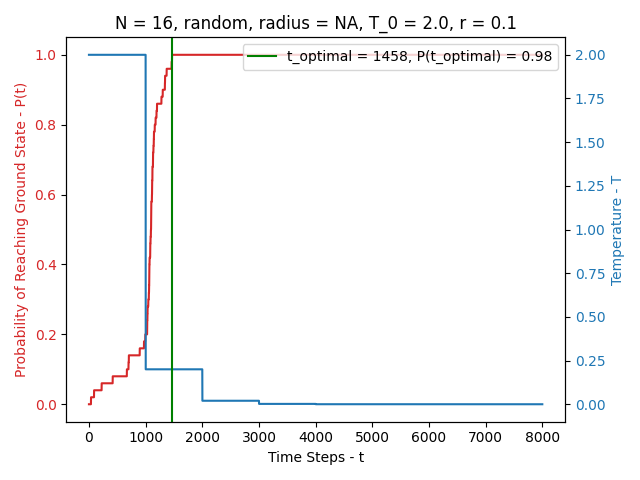 N = 16, random, radius = NA, T_0 = 2.0, r = 0.1
t_optimal = 1458, P(t_optimal) = 0.98
Probability of Reaching Ground State - P(t)
1.0
0.8
0.6
0.4
0.2
0.0
2.00
1.75
1.50
1.25
1.00
0.75
0.50
0.25
0.00
Temperature - T
0 1000 2000 3000 4000 5000 6000 7000 8000
Time Steps - t